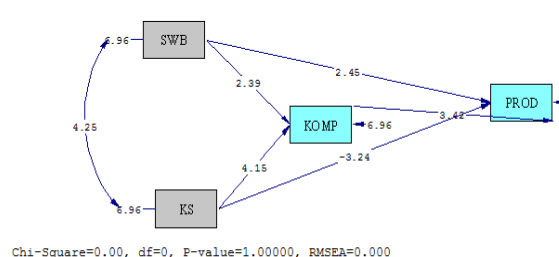 6.96
SWB
2.45
2.39
PROD
4.25
KOMP
6.96
3.42
-3.24
4.15
6.96
KS
Chi-Square=0.00, df=0, P-value=1.00000, RMSEA=0.000